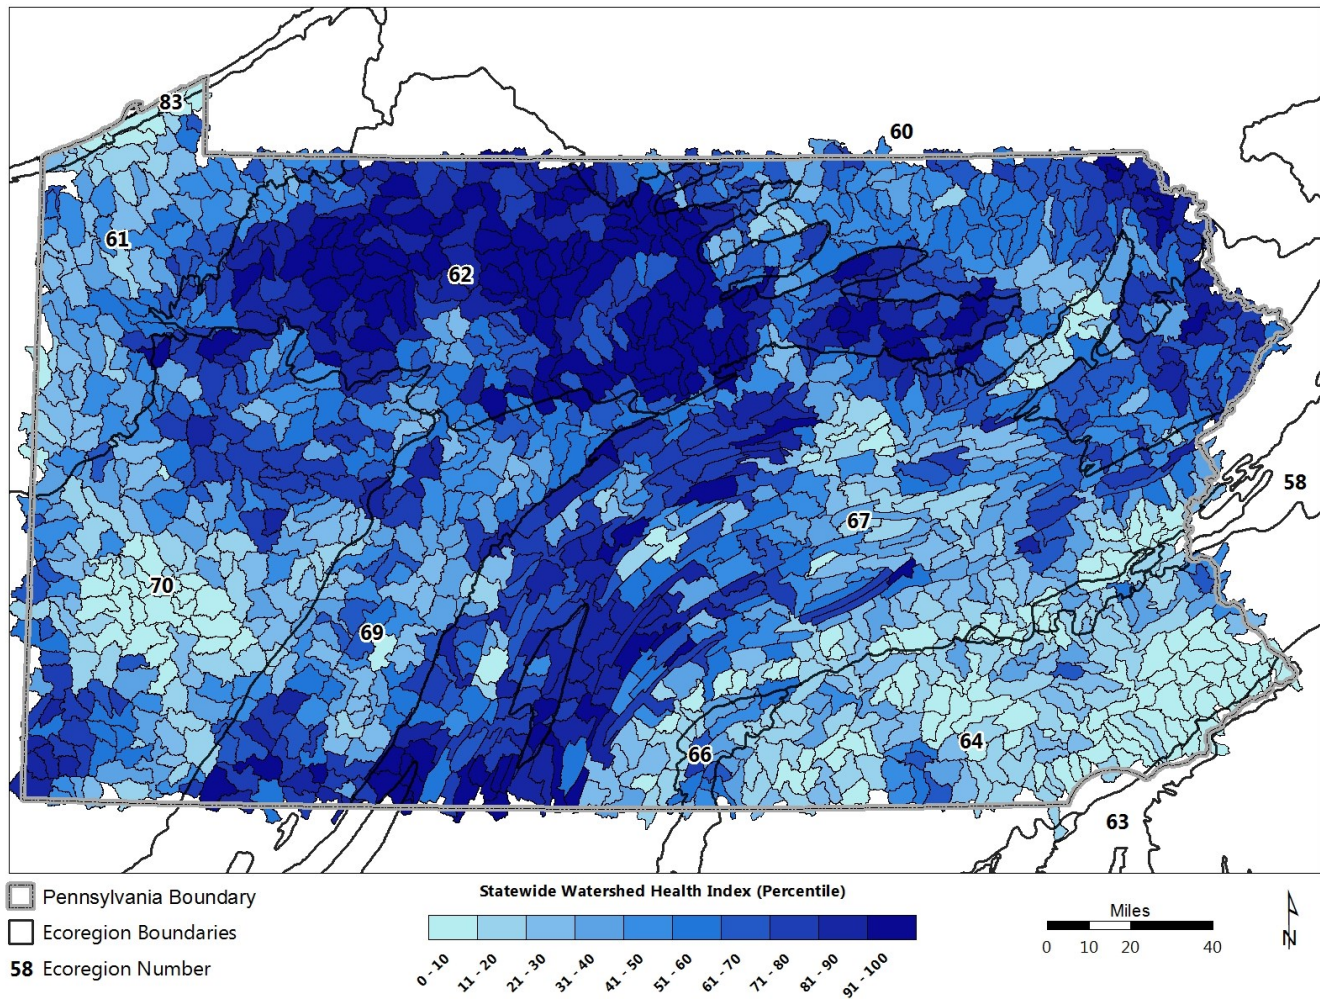 83
60
61
62
58
67
70
69
64
66
63
Pennsylvania Boundary
Ecoregion Boundaries
58 Ecoregion Number
Statewide Watershed Health Index (Percentile)
0 - 10
11 - 20
21 - 30
31 - 40
41 - 50
51 - 60
61 - 70
71 - 80
81 - 90
91 - 100
Miles
0 10 20 40
N